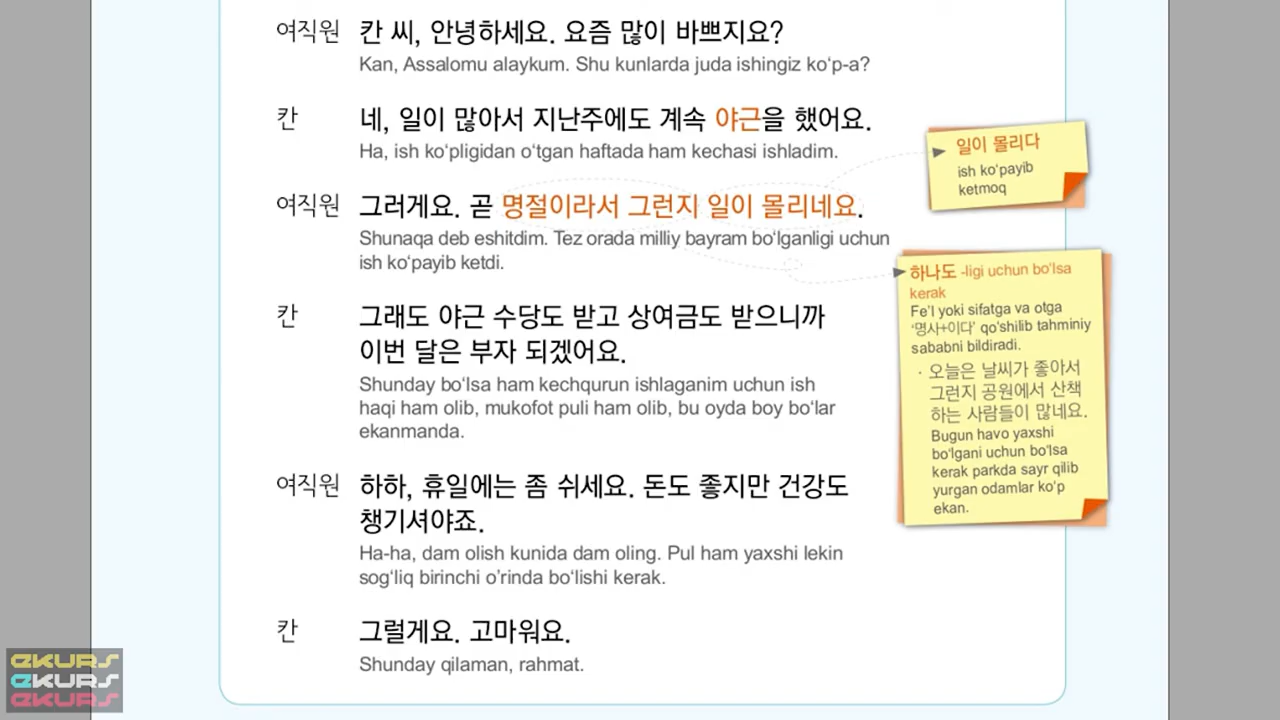 여직원 칸 씨, 안녕하세요. 요즘 많이 바쁘지요?
Kan, Assalomu alaykum. Shu kunlarda juda ishingiz ko‘p-a?
칸 네, 일이 많아서 지난주에도 계속 야근을 했어요.
Ha, ish ko‘pligidan o‘tgan haftada ham kechasi ishladim.
여직원 그러게요. 곧 명절이라서 그런지 일이 몰리네요.
Shunaqa deb eshitdim. Tez orada milliy bayram bo‘lganligi uchun
ish ko‘payib ketdi.
칸 그래도 야근 수당도 받고 상여금도 받으니까
이번 달은 부자 되겠어요.
Shunday bo‘lsa ham kechqurun ishlaganim uchun ish
haqi ham olib, mukofot puli ham olib, bu oyda boy bo‘lar
ekanmanda.
여직원 하하, 휴일에는 좀 쉬세요. 돈도 좋지만 건강도
챙기셔야죠.
Ha-ha, dam olish kunida dam oling. Pul ham yaxshi lekin
sog‘liq birinchi o’rinda bo‘lishi kerak.
칸 그럴게요. 고마워요.
Shunday qilaman, rahmat.
일이 몰리다
ish ko‘payib
ketmoq
하나도 -ligi uchun bo‘lsa
kerak
Fe’l yoki sifatga va otga
‘명사+이다’ qo‘shilib tahminiy
sababni bildiradi.
· 오늘은 날씨가 좋아서
그런지 공원에서 산책
하는 사람들이 많네요.
Bugun havo yaxshi
bo‘lgani uchun bo‘lsa
kerak parkda sayr qilib
yurgan odamlar ko‘p
ekan.
eKURS
eKURS
eKURS